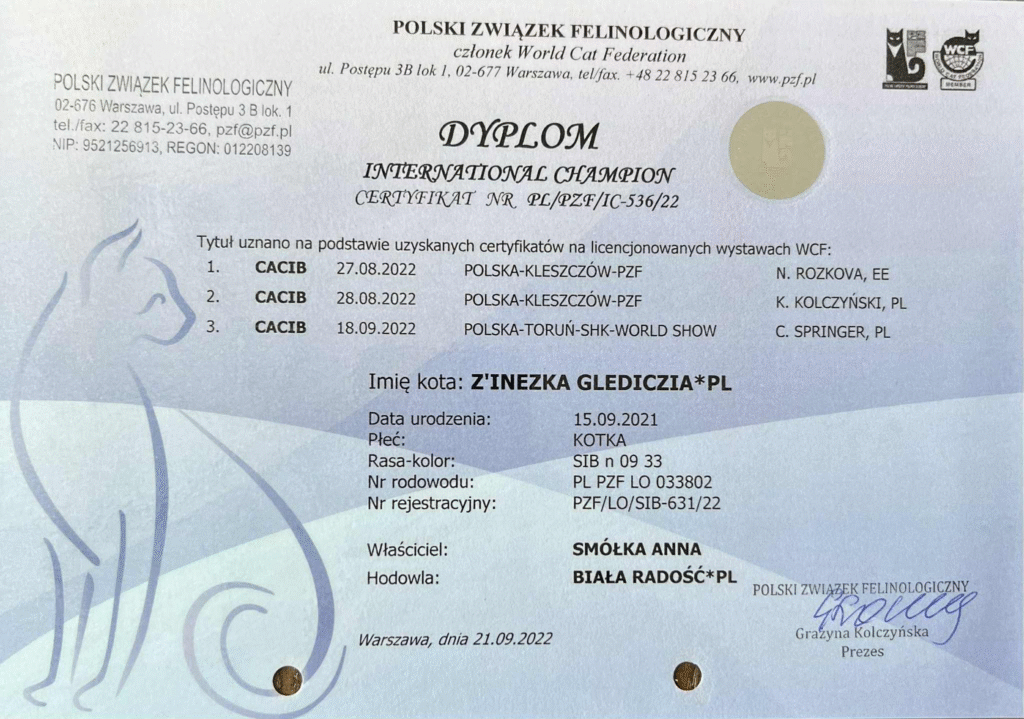 POLSKI ZWIĄZEK FELINOLOGICZNY
członek World Cat Federation
ul. Postępu 3B lok 1, 02-677 Warszawa, tel/fax. +48 22 815 23 66, www.pzf.pl
WCF
MEMBER
POLSKI ZWIĄZEK FELINOLOGICZNY
02-676 Warszawa, ul. Postępu 3 B lok. 1
tel./fax: 22 815-23-66, pzf@pzf.pl
NIP: 9521256913, REGON: 012208139
DYPLOM
INTERNATIONAL CHAMPION
CERTYFIKAT NR PL/PZF/IC-536/22
Tytuł uznano na podstawie uzyskanych certyfikatów na licencjonowanych wystawach WCF:
1. CACIB 27.08.2022 POLSKA-KLESZCZÓW-PZF N. ROZKOVA, EE
2. CACIB 28.08.2022 POLSKA-KLESZCZÓW-PZF K. KOLCZYŃSKI, PL
3. CACIB 18.09.2022 POLSKA-TORUŃ-SHK-WORLD SHOW C. SPRINGER, PL
Imię kota: Z'INEZKA GLEDICZIA*PL
Data urodzenia: 15.09.2021
Płeć: KOTKA
Rasa-kolor: SIB n 09 33
Nr rodowodu: PL PZF LO 033802
Nr rejestracyjny: PZF/LO/SIB-631/22
Właściciel: SMÓŁKA ANNA
Hodowla: BIAŁA RADOŚĆ*PL
POLSKI ZWIĄZEK FELINOLOGICZNY
Grażyna Kolczyńska
Prezes
Warszawa, dnia 21.09.2022